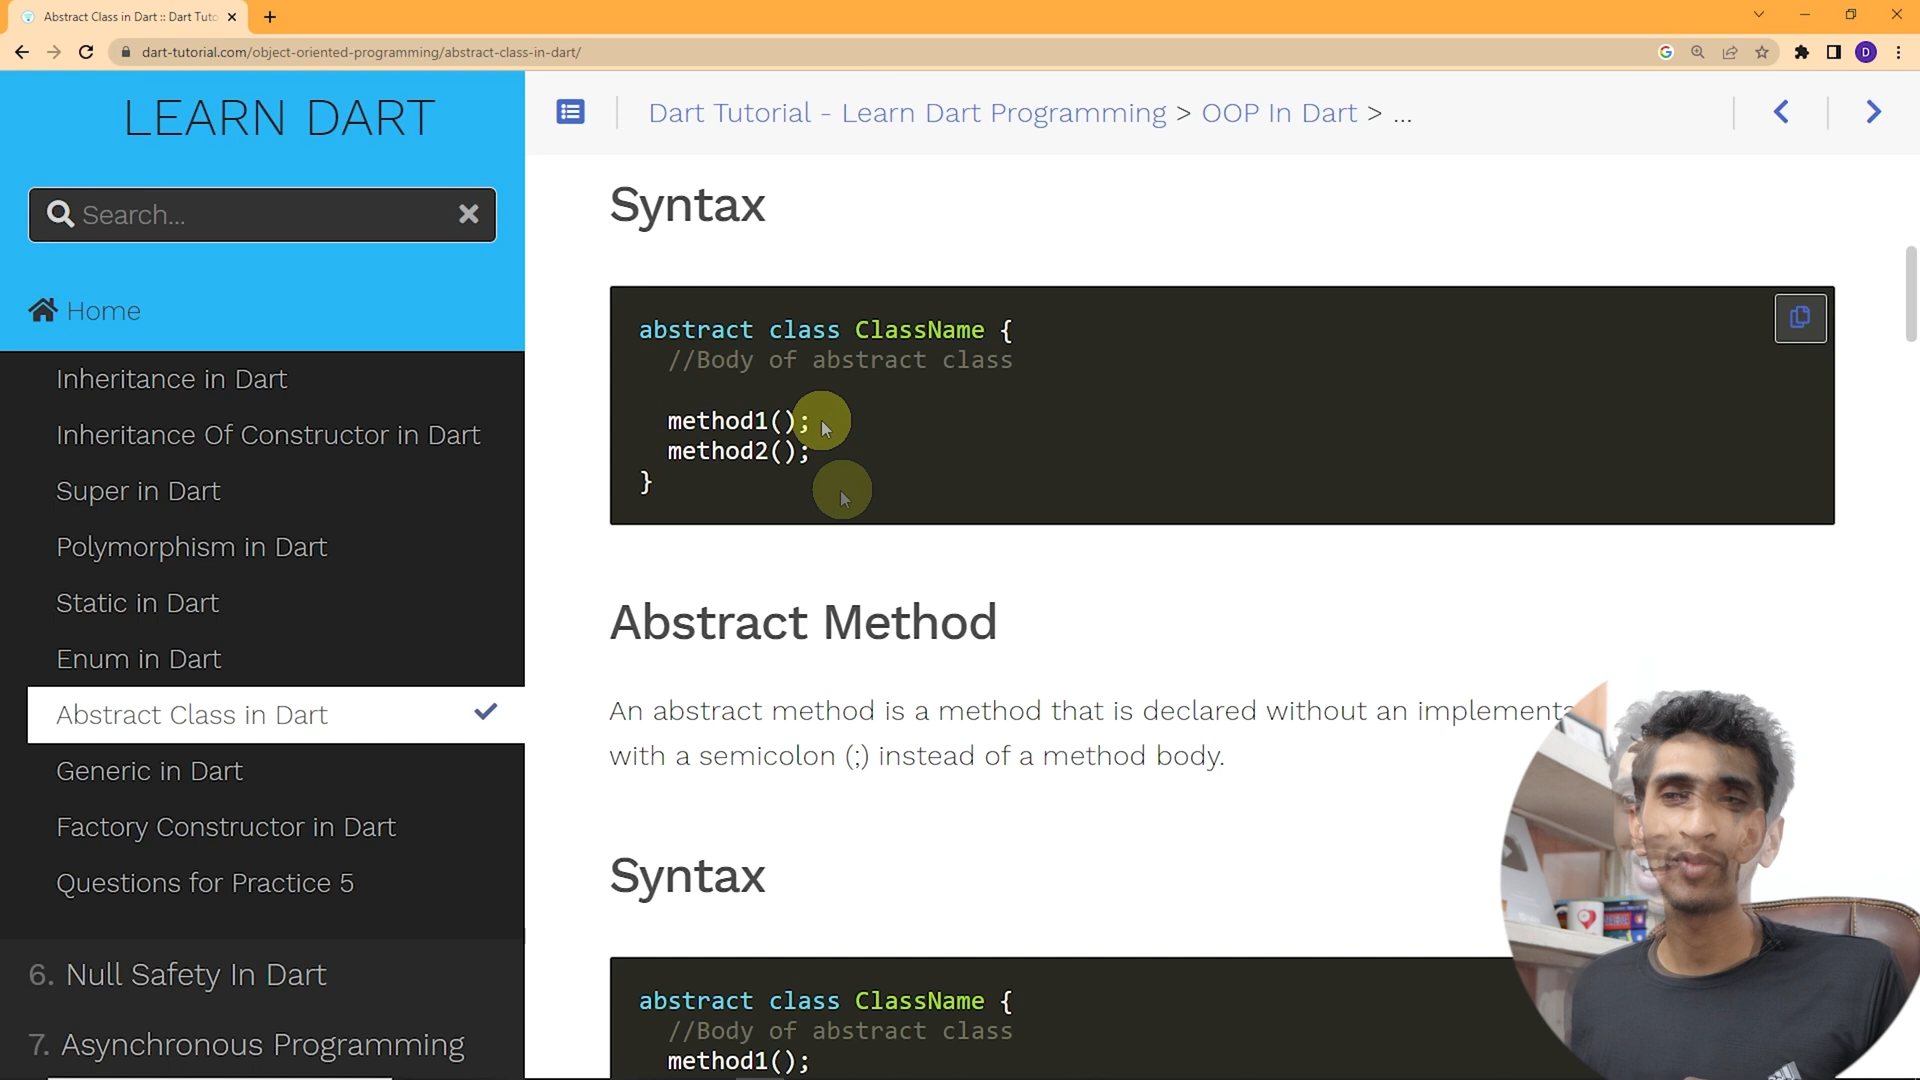 Abstract Class in Dart :: Dart Tuto
dart-tutorial.com/object-oriented-programming/abstract-class-in-dart/
D
LEARN DART
Search...
Home
Inheritance in Dart
Inheritance Of Constructor in Dart
Super in Dart
Polymorphism in Dart
Static in Dart
Enum in Dart
Abstract Class in Dart
Generic in Dart
Factory Constructor in Dart
Questions for Practice 5
6. Null Safety In Dart
7. Asynchronous Programming
Dart Tutorial - Learn Dart Programming > OOP In Dart > ...
Syntax
abstract class ClassName {
//Body of abstract class
method1();
method2();
}
Abstract Method
An abstract method is a method that is declared without an implementa
with a semicolon (;) instead of a method body.
Syntax
abstract class ClassName {
//Body of abstract class
method1();